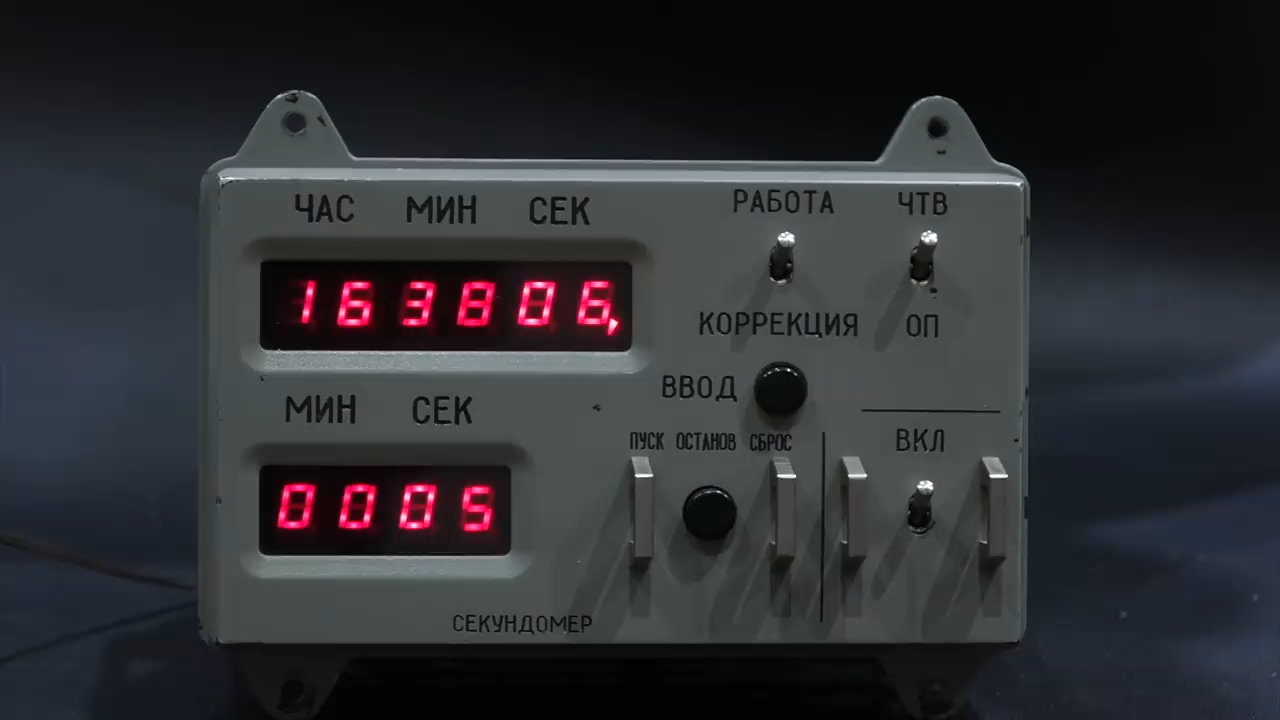 ЧАС МИН СЕК
163806,
РАБОТА ЧТВ
КОРРЕКЦИЯ ОП
ВВОД
МИН СЕК
0005
ПУСК ОСТАНОВ СБРОС
ВКЛ
СЕКУНДОМЕР